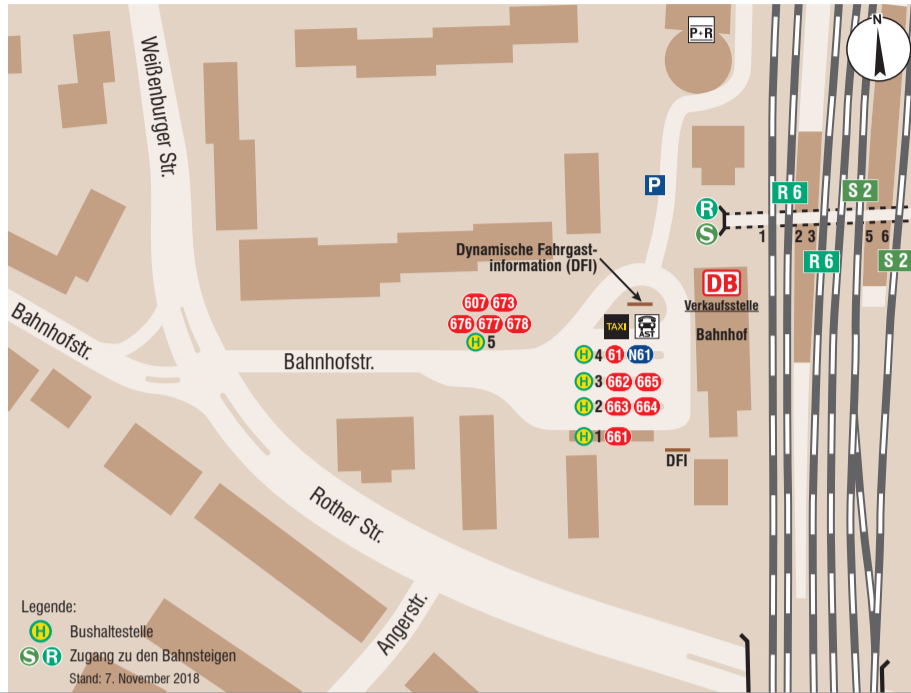 N
P+R
Weißenburger Str.
P
R 6
S 2
R
S
1
2 3
5 6
R 6
S 2
Dynamische Fahrgast-
information (DFI)
DB
Verkaufsstelle
Bahnhof
607 673
676 677 678
H 5
TAXI
AST
Bahnhofstr.
Bahnhofstr.
H 4 61 N61
H 3 662 665
H 2 663 664
H 1 661
DFI
Rother Str.
Angerstr.
Legende:
H Bushaltestelle
S R Zugang zu den Bahnsteigen
Stand: 7. November 2018